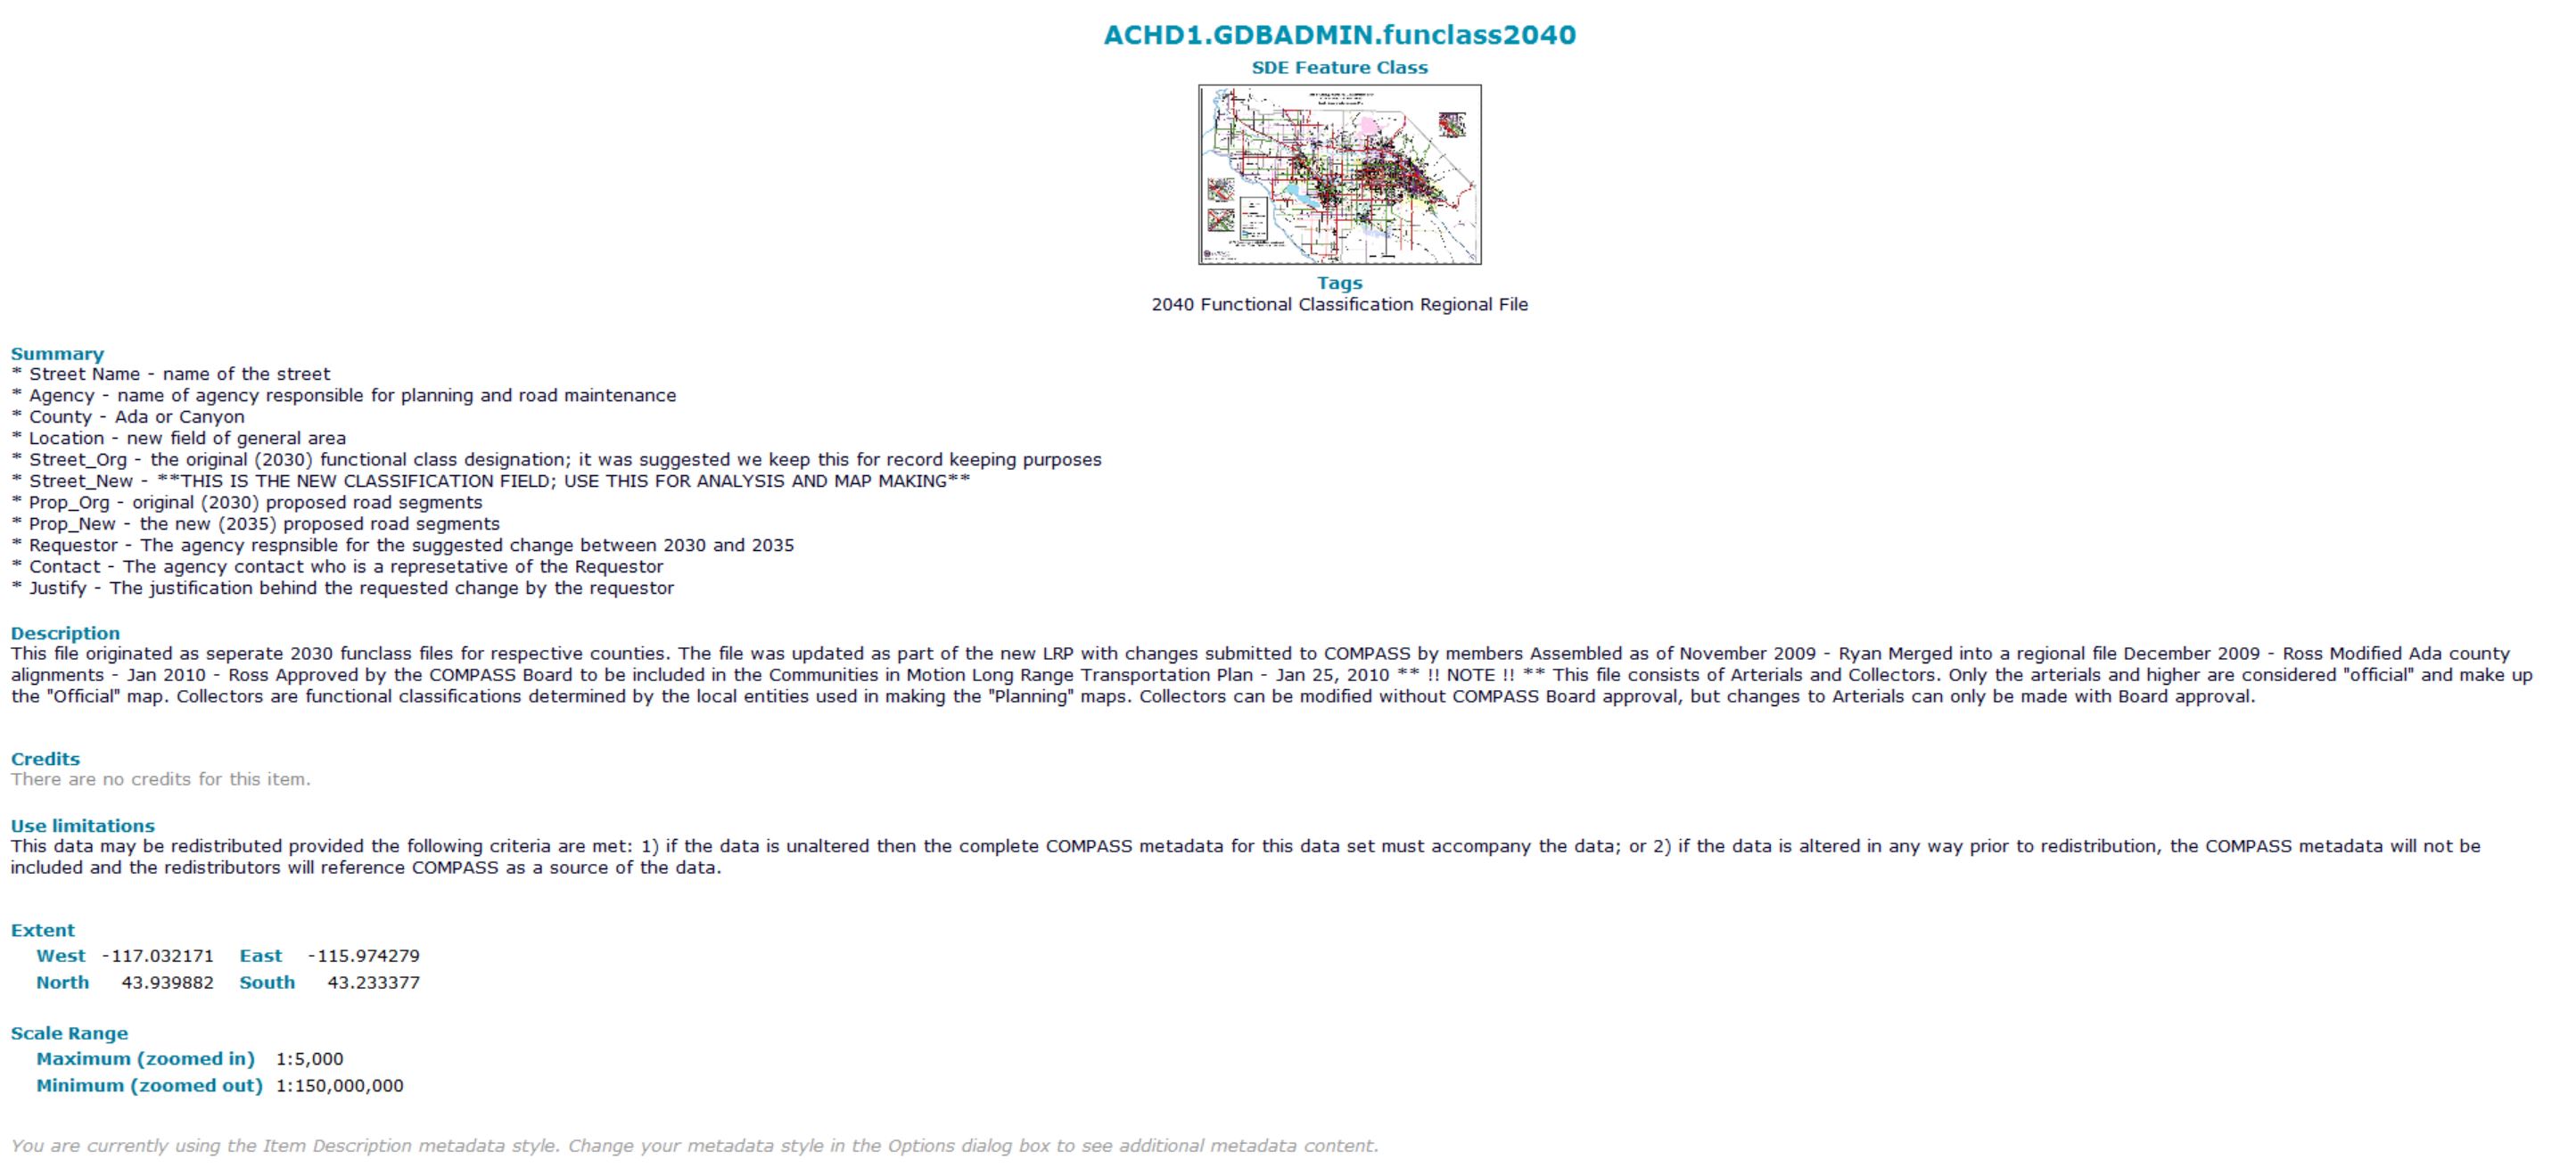 ACHD1.GDBADMIN.funclass2040
SDE Feature Class
Tags
2040 Functional Classification Regional File
Summary
* Street Name - name of the street
* Agency - name of agency responsible for planning and road maintenance
* County - Ada or Canyon
* Location - new field of general area
* Street_Org - the original (2030) functional class designation; it was suggested we keep this for record keeping purposes
* Street_New - **THIS IS THE NEW CLASSIFICATION FIELD; USE THIS FOR ANALYSIS AND MAP MAKING**
* Prop_Org - original (2030) proposed road segments
* Prop_New - the new (2035) proposed road segments
* Requestor - The agency respnsible for the suggested change between 2030 and 2035
* Contact - The agency contact who is a represetative of the Requestor
* Justify - The justification behind the requested change by the requestor
Description
This file originated as seperate 2030 funclass files for respective counties. The file was updated as part of the new LRP with changes submitted to COMPASS by members Assembled as of November 2009 - Ryan Merged into a regional file December 2009 - Ross Modified Ada county
alignments - Jan 2010 - Ross Approved by the COMPASS Board to be included in the Communities in Motion Long Range Transportation Plan - Jan 25, 2010 ** !! NOTE !! ** This file consists of Arterials and Collectors. Only the arterials and higher are considered "official" and make up
the "Official" map. Collectors are functional classifications determined by the local entities used in making the "Planning" maps. Collectors can be modified without COMPASS Board approval, but changes to Arterials can only be made with Board approval.
Credits
There are no credits for this item.
Use limitations
This data may be redistributed provided the following criteria are met: 1) if the data is unaltered then the complete COMPASS metadata for this data set must accompany the data; or 2) if the data is altered in any way prior to redistribution, the COMPASS metadata will not be
included and the redistributors will reference COMPASS as a source of the data.
Extent
West -117.032171 East -115.974279
North 43.939882 South 43.233377
Scale Range
Maximum (zoomed in) 1:5,000
Minimum (zoomed out) 1:150,000,000
You are currently using the Item Description metadata style. Change your metadata style in the Options dialog box to see additional metadata content.